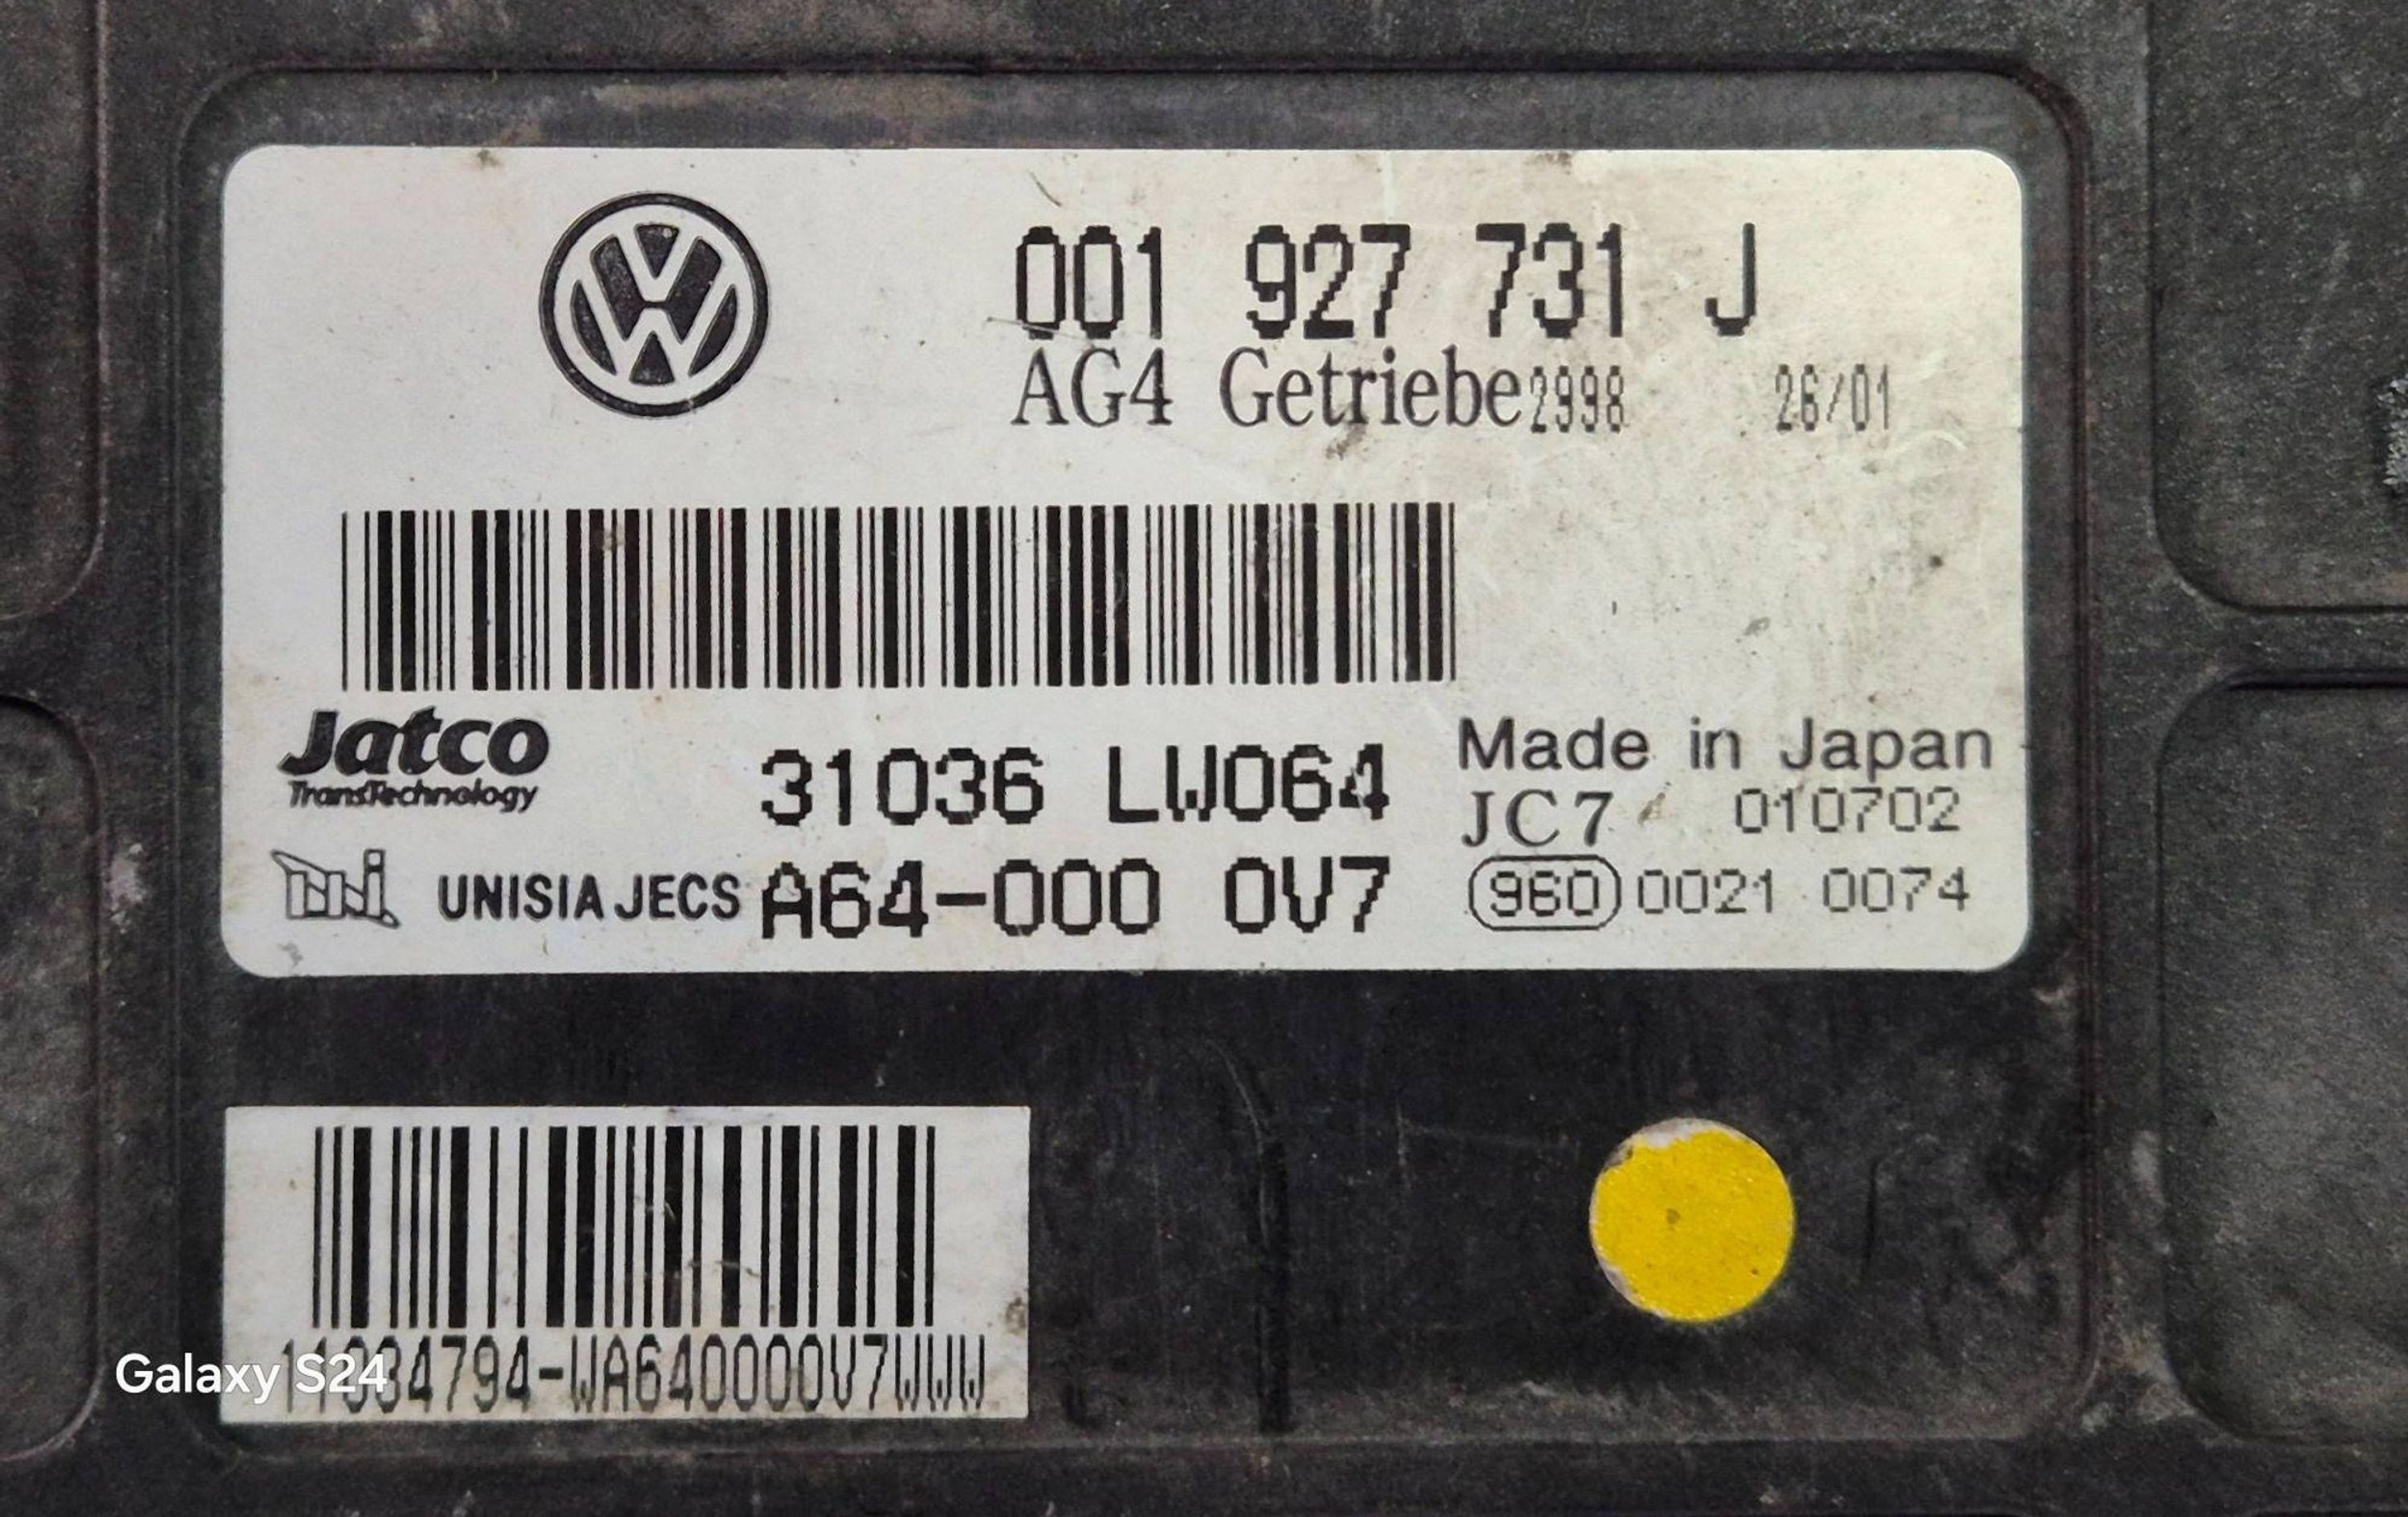 001 927 731 J
AG4 Getriebe 2998 26/01
Jatco
TransTechnology
31036 LW064
Made in Japan
JC7 010702
UNISIA JECS A64-000 0V7
960 0021 0074
11934794-WA640000V7WWW
Galaxy S24